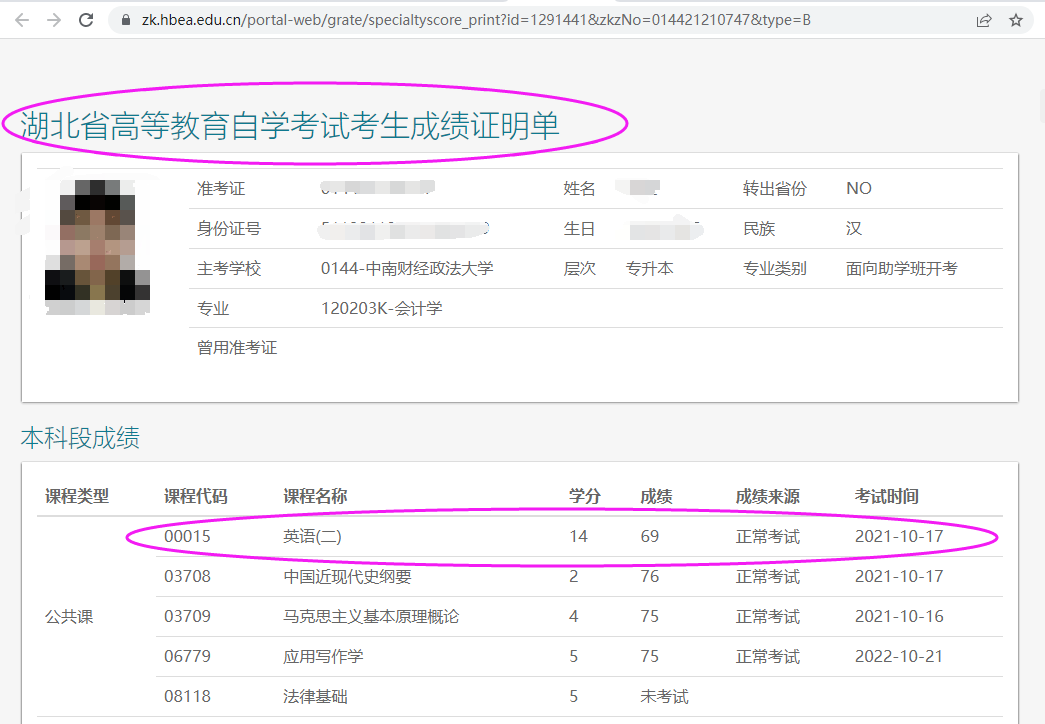 zk.hbea.edu.cn/portal-web/grate/specialtyscore_print?id=1291441&zkzNo=014421210747&type=B
湖北省高等教育自学考试考生成绩证明单
准考证 姓名 转出省份 NO
身份证号 生日 民族 汉
主考学校 0144-中南财经政法大学 层次 专升本 专业类别 面向助学班开考
专业 120203K-会计学
曾用准考证
本科段成绩
课程类型 课程代码 课程名称 学分 成绩 成绩来源 考试时间
00015 英语(二) 14 69 正常考试 2021-10-17
03708 中国近现代史纲要 2 76 正常考试 2021-10-17
公共课 03709 马克思主义基本原理概论 4 75 正常考试 2021-10-16
06779 应用写作学 5 75 正常考试 2022-10-21
08118 法律基础 5 未考试